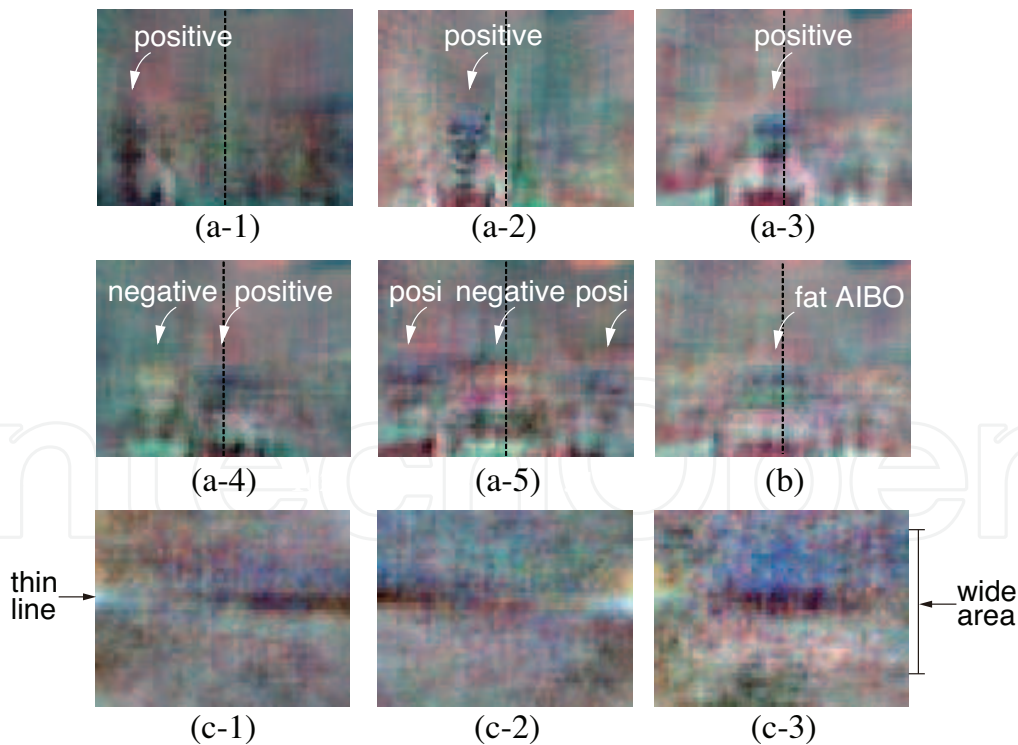 positive
positive
positive
(a-1)
(a-2)
(a-3)
negative
positive
posi
negative
posi
fat AIBO
(a-4)
(a-5)
(b)
thin
line
wide
area
(c-1)
(c-2)
(c-3)